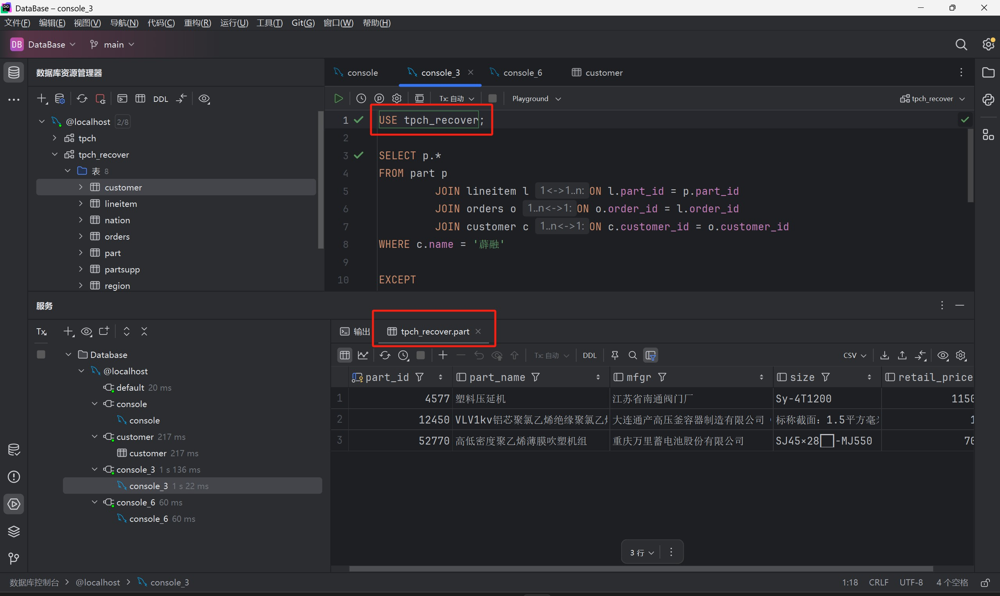 DataBase – console_3
文件(F) 编辑(E) 视图(V) 导航(N) 代码(C) 重构(R) 运行(U) 工具(T) Git(G) 窗口(W) 帮助(H)
DB DataBase main
数据库资源管理器
DDL
@localhost 2/8
tpch
tpch_recover
表 8
customer
lineitem
nation
orders
part
partsupp
region
console console_3 console_6 customer
Tx: 自动 Playground tpch_recover
1 USE tpch_recover;
2
3 SELECT p.*
4 FROM part p
5 JOIN lineitem l 1<->1..n: ON l.part_id = p.part_id
6 JOIN orders o 1..n<->1: ON o.order_id = l.order_id
7 JOIN customer c 1..n<->1: ON c.customer_id = o.customer_id
8 WHERE c.name = '薜融'
9
10 EXCEPT
服务
Tx
Database
@localhost
default 20 ms
console
console
customer 217 ms
customer 217 ms
console_3 1 s 136 ms
console_3 1 s 22 ms
console_6 60 ms
console_6 60 ms
输出 tpch_recover.part
Tx: 自动 DDL CSV
part_id part_name mfgr size retail_price
1 4577 塑料压延机 江苏省南通阀门厂 Sy-4T1200 1150
2 12450 VLV1kv铝芯聚氯乙烯绝缘聚氯乙 大连通产高压釜容器制造有限公司 标称截面：1.5平方毫 1
3 52770 高低密度聚乙烯薄膜吹塑机组 重庆万里蓄电池股份有限公司 SJ45×28□-MJ550 70
3 行
数据库控制台 > @localhost > console_3
1:18 CRLF UTF-8 4 个空格